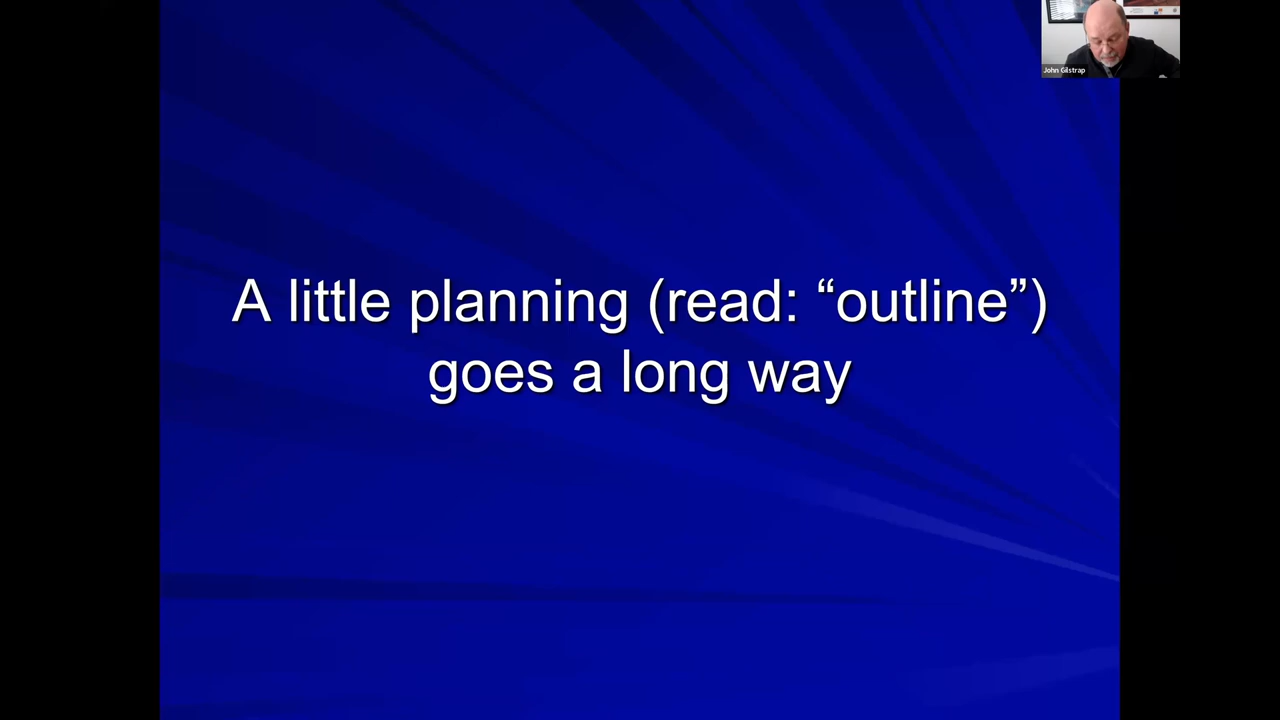 John Gilstrap
A little planning (read: “outline”)
goes a long way